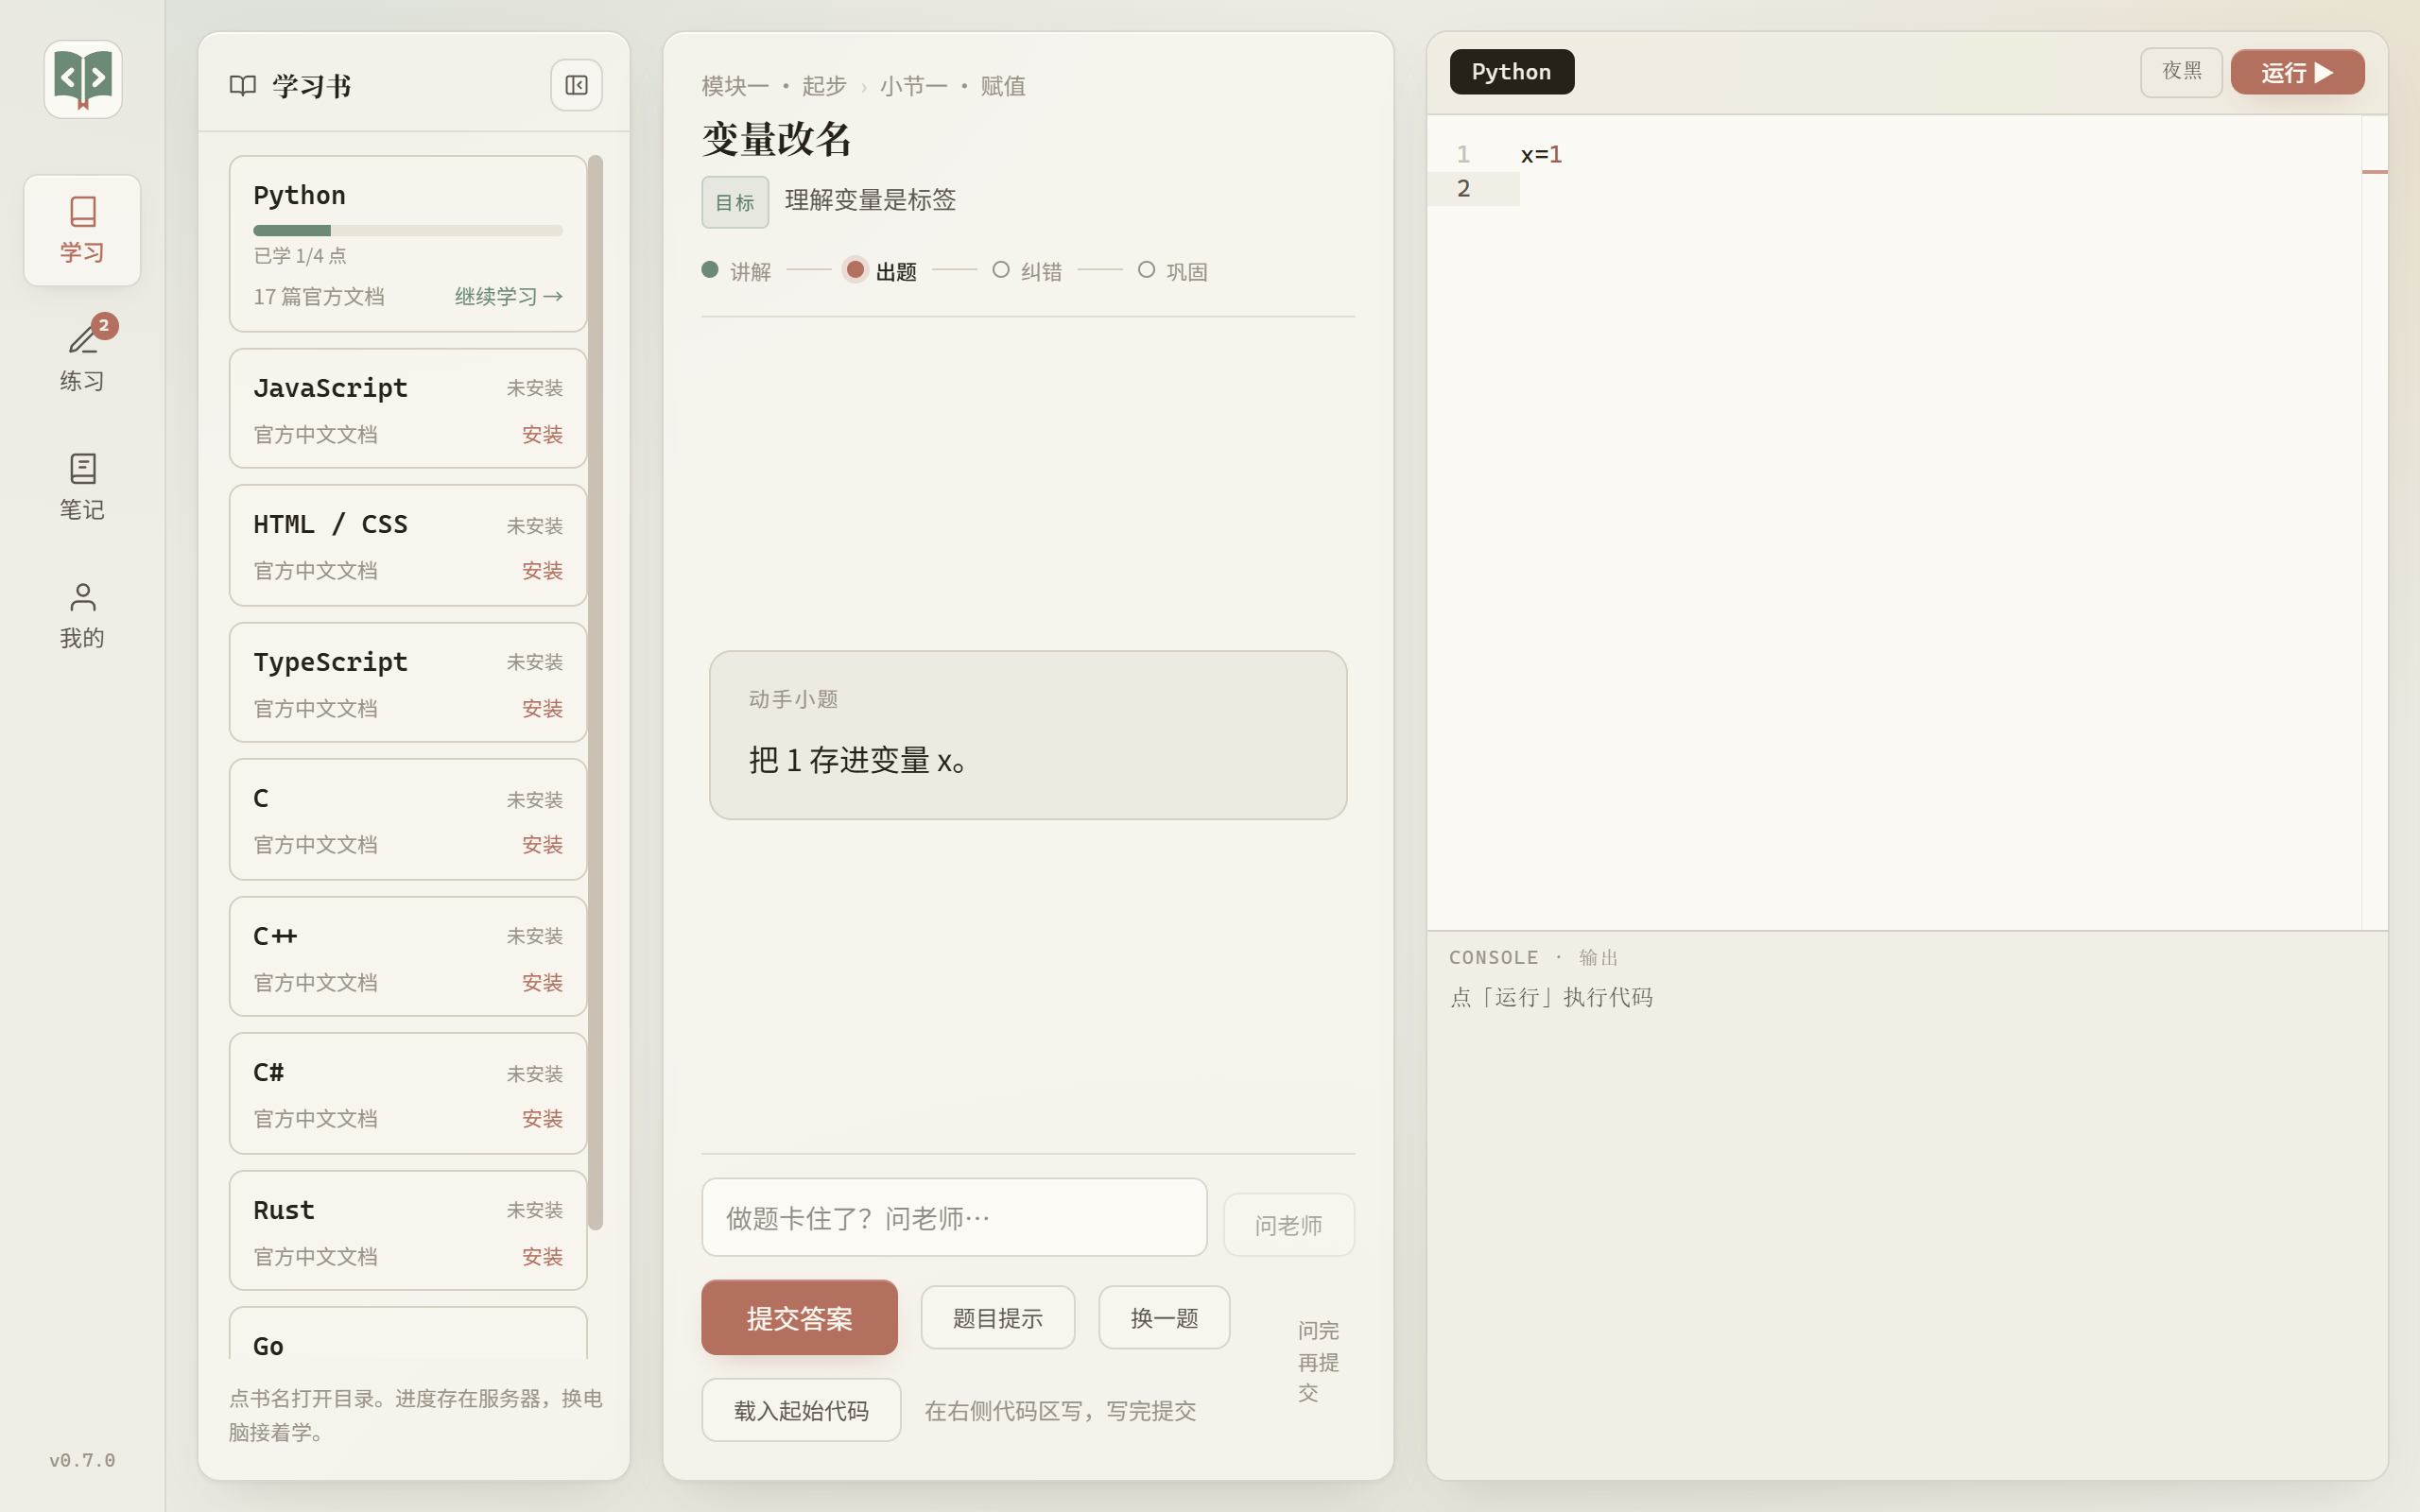 学习
2
练习
笔记
我的
v0.7.0
学习书
Python
已学 1/4 点
17 篇官方文档 继续学习 →
JavaScript 未安装
官方中文文档 安装
HTML / CSS 未安装
官方中文文档 安装
TypeScript 未安装
官方中文文档 安装
C 未安装
官方中文文档 安装
C++ 未安装
官方中文文档 安装
C# 未安装
官方中文文档 安装
Rust 未安装
官方中文文档 安装
Go
点书名打开目录。进度存在服务器，换电
脑接着学。
模块一 · 起步 › 小节一 · 赋值
变量改名
目标 理解变量是标签
讲解 出题 纠错 巩固
动手小题
把 1 存进变量 x。
做题卡住了？问老师… 问老师
提交答案 题目提示 换一题
问完
再提
交
载入起始代码 在右侧代码区写，写完提交
Python 夜黑 运行 ▶
1 x=1
2
CONSOLE · 输出
点「运行」执行代码